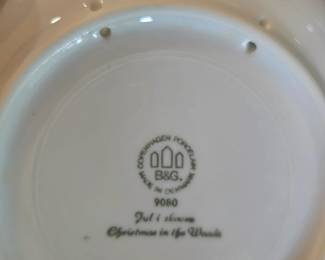 COPENHAGEN PORCELAIN
B&G.
MADE IN DENMARK
9080
Jul i skoven
Christmas in the Woods